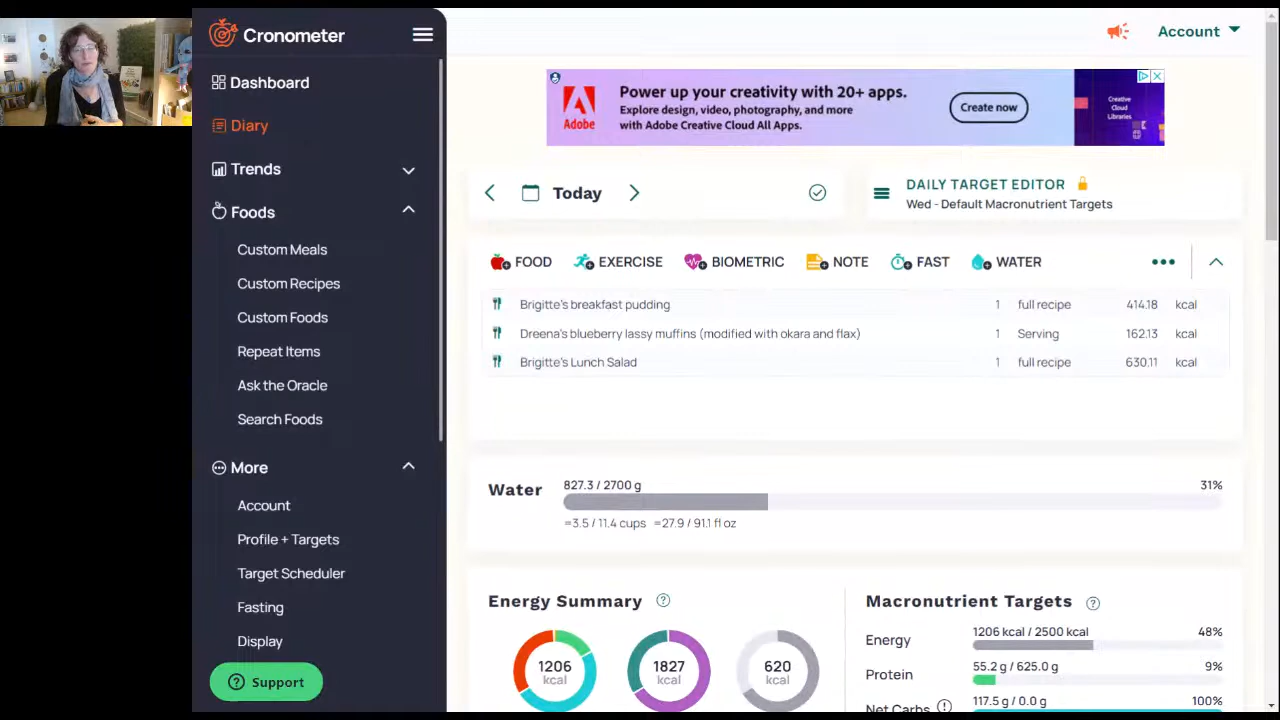 Cronometer
Dashboard
Diary
Trends
Foods
Custom Meals
Custom Recipes
Custom Foods
Repeat Items
Ask the Oracle
Search Foods
More
Account
Profile + Targets
Target Scheduler
Fasting
Display
Support
Account
Adobe
Power up your creativity with 20+ apps.
Explore design, video, photography, and more
with Adobe Creative Cloud All Apps.
Create now
Creative
Cloud
Libraries
Today
DAILY TARGET EDITOR
Wed - Default Macronutrient Targets
FOOD EXERCISE BIOMETRIC NOTE FAST WATER
Brigitte's breakfast pudding 1 full recipe 414.18 kcal
Dreena's blueberry lassy muffins (modified with okara and flax) 1 Serving 162.13 kcal
Brigitte's Lunch Salad 1 full recipe 630.11 kcal
Water
827.3 / 2700 g 31%
=3.5 / 11.4 cups =27.9 / 91.1 fl oz
Energy Summary ?
1206 kcal
1827 kcal
620 kcal
Macronutrient Targets ?
Energy 1206 kcal / 2500 kcal 48%
Protein 55.2 g / 625.0 g 9%
Net Carbs 117.5 g / 0.0 g 100%